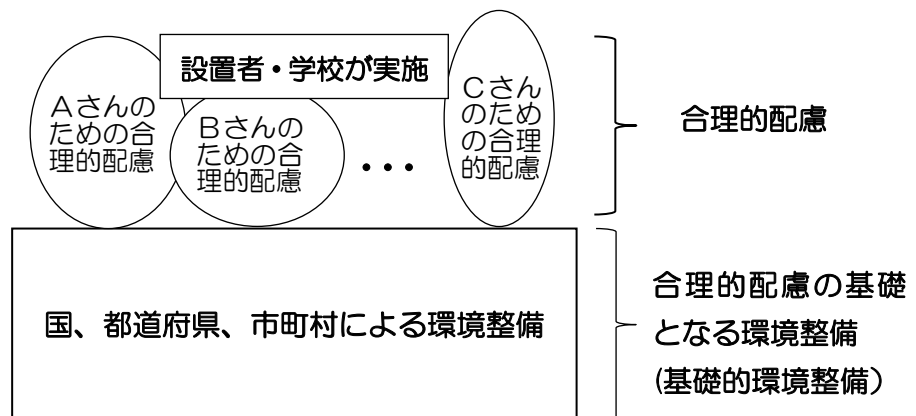 設置者・学校が実施
Aさんの
ための合
理的配慮
Bさんの
ための合
理的配慮
・・・
Cさん
のため
の合理
的配慮
合理的配慮
国、都道府県、市町村による環境整備
合理的配慮の基礎
となる環境整備
(基礎的環境整備)